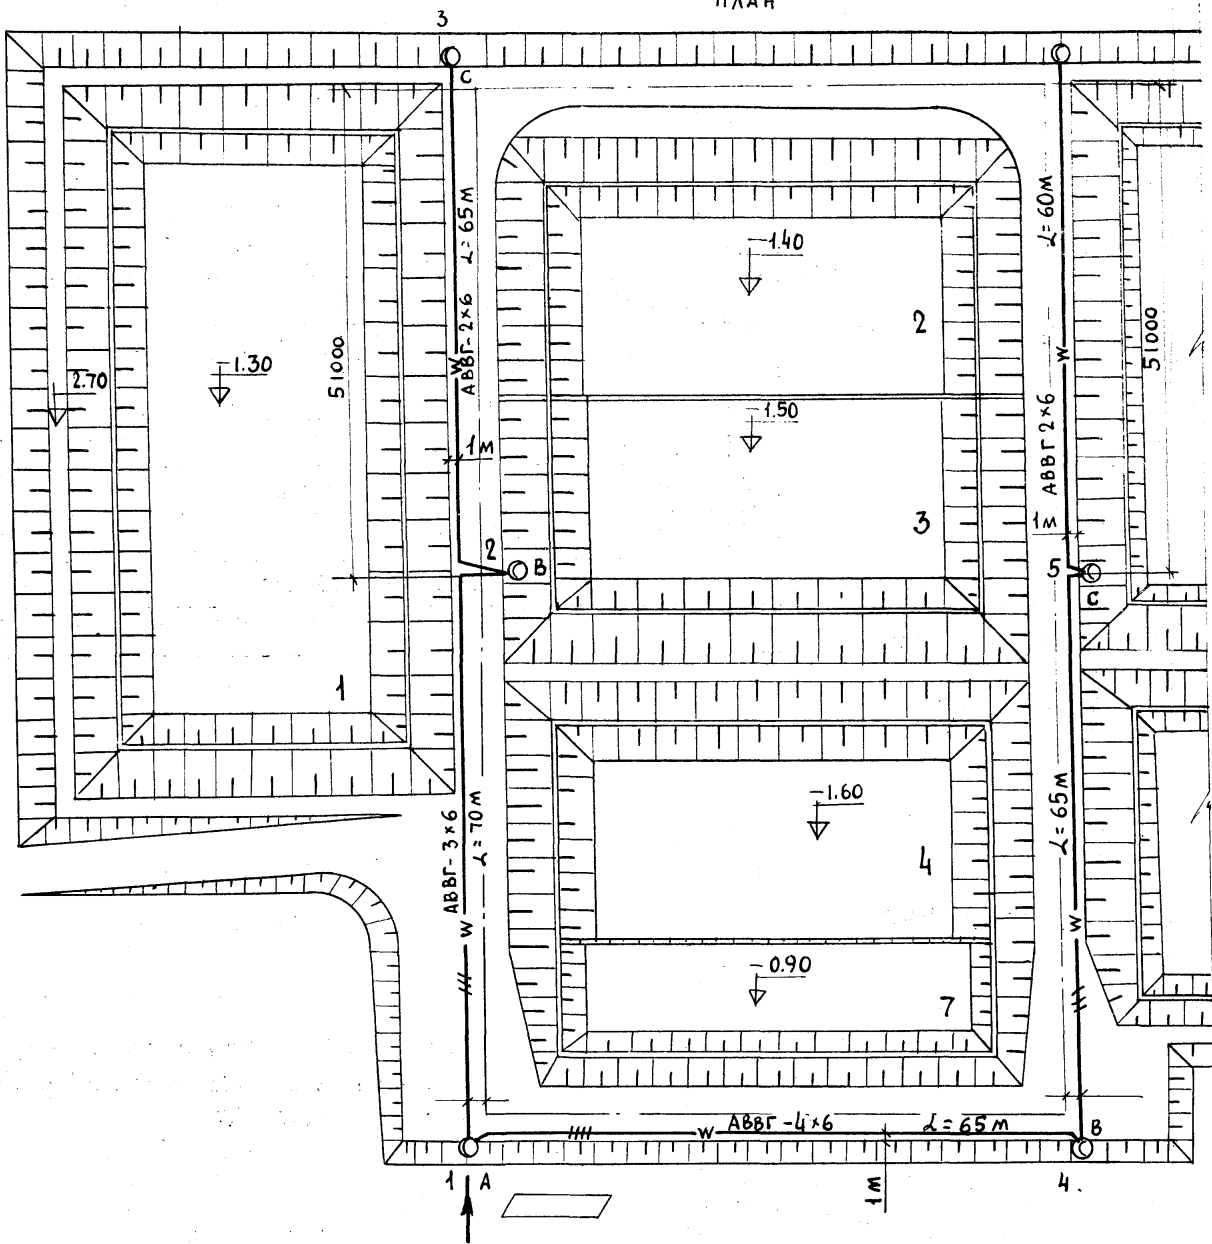 ПЛАН
3
С
АВВГ-2×6 L=65М
L=60М
-1.40
2
-1.30
2.70
51000
51000
W
W
-1.50
АВВГ 2×6
1М
3
1М
2
В
5
С
1
-1.60
L=65М
АВВГ-3×6
L=70М
4
W
W
-0.90
7
W АВВГ-4×6 L=65М
В
1 А
1М
4.